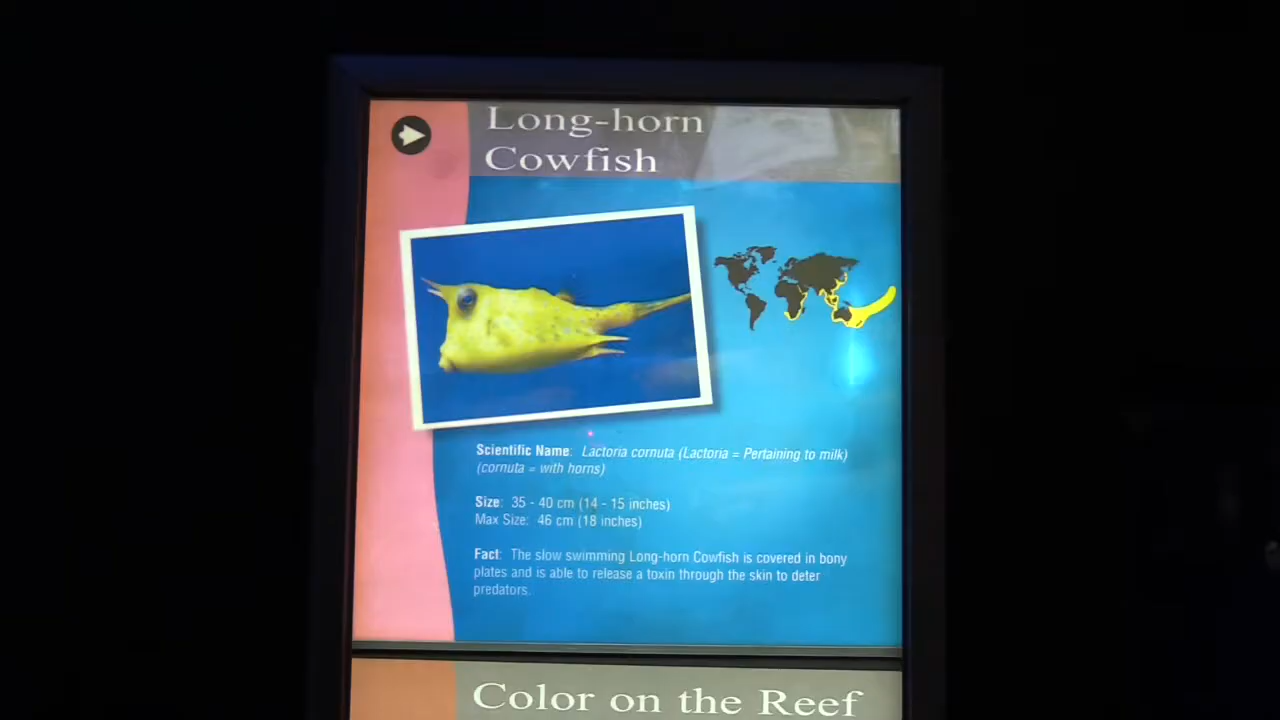 Long-horn
Cowfish
Scientific Name: Lactoria cornuta (Lactoria = Pertaining to milk)
(cornuta = with horns)
Size: 35 - 40 cm (14 - 15 inches)
Max Size: 46 cm (18 inches)
Fact: The slow swimming Long-horn Cowfish is covered in bony
plates and is able to release a toxin through the skin to deter
predators.
Color on the Reef